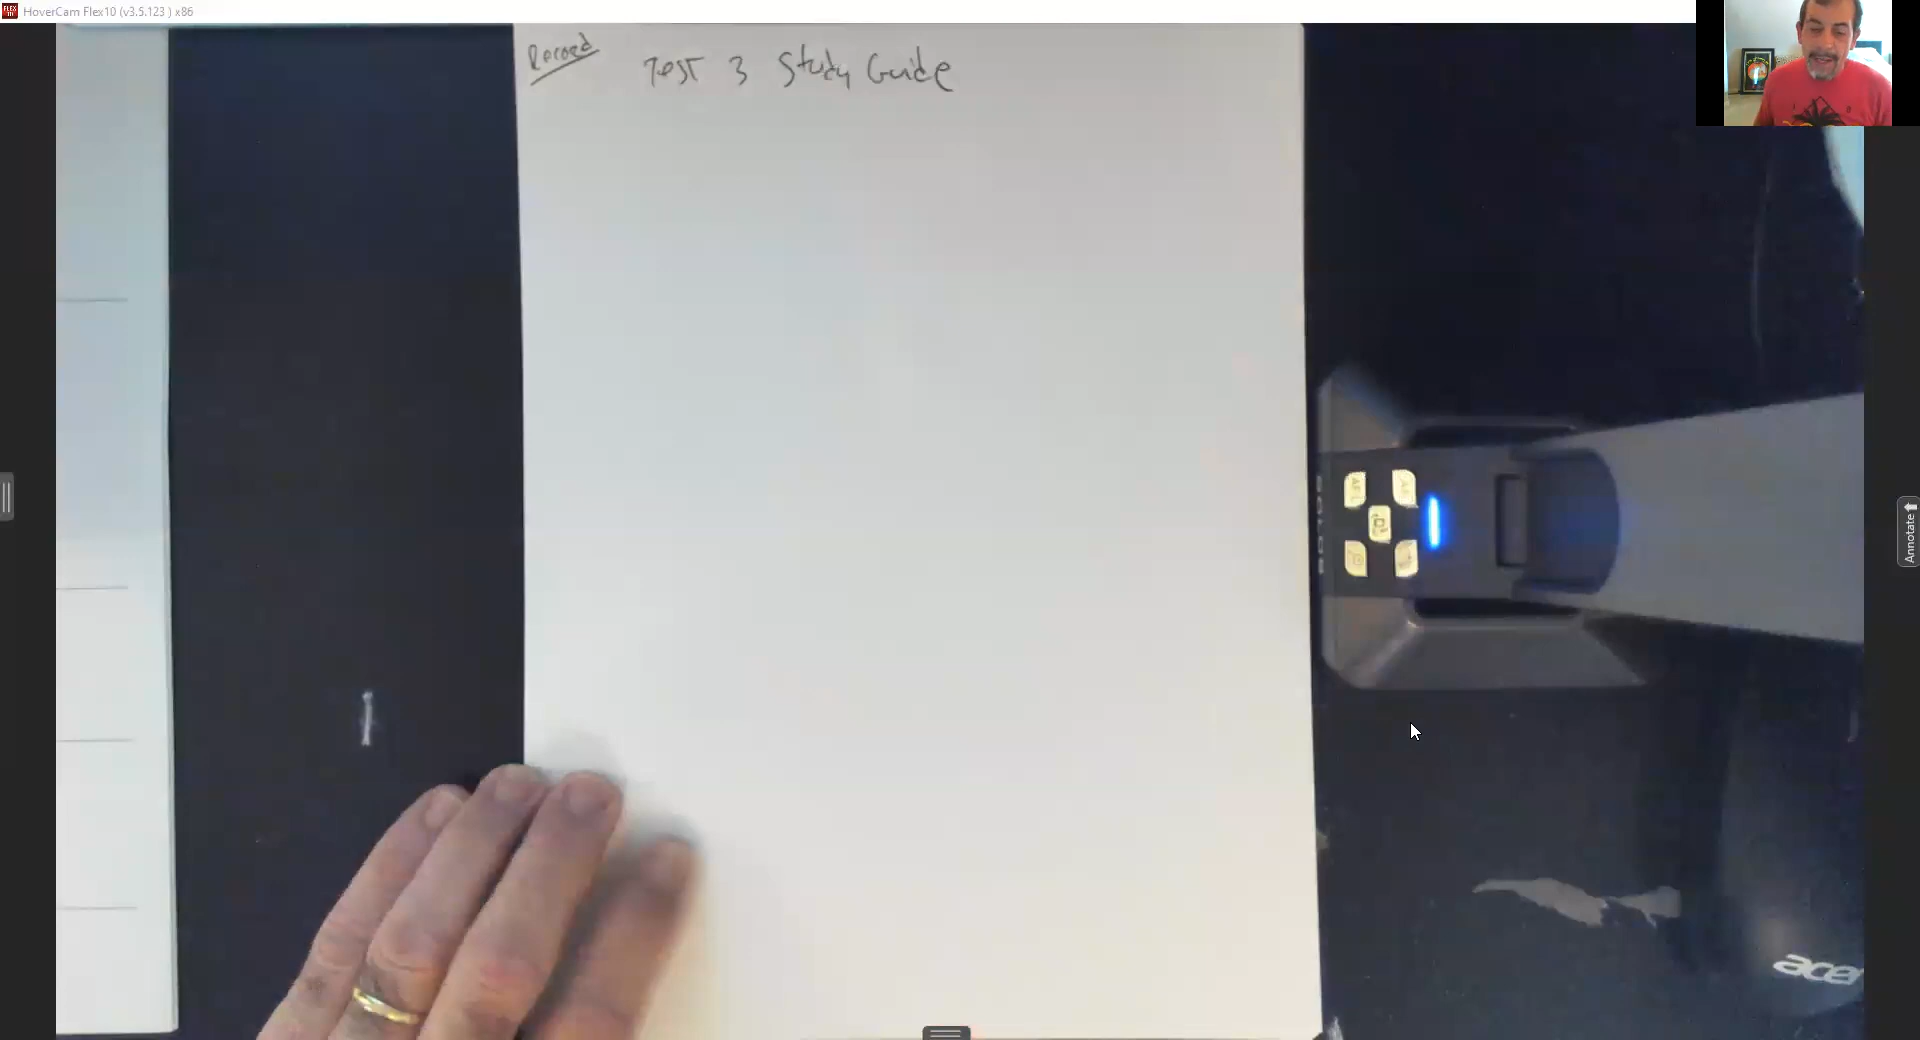 HoverCam Flex10 (v3.5.123 ) x86
Record
Test 3 Study Guide
Annotate
acer